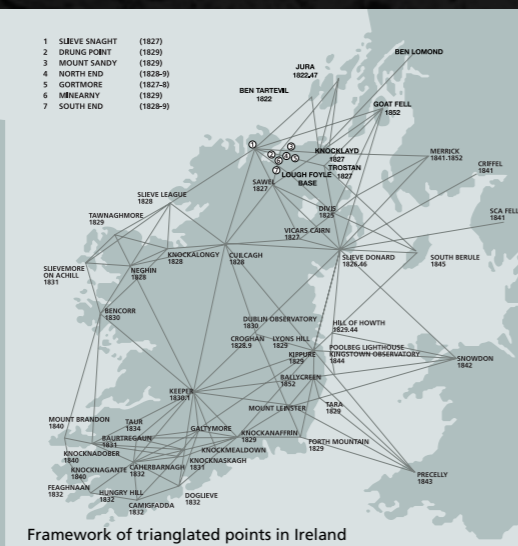 1 SLIEVE SNAGHT (1827)
2 DRUNG POINT (1829)
3 MOUNT SANDY (1829)
4 NORTH END (1828-9)
5 GORTMORE (1827-8)
6 MINEARNY (1829)
7 SOUTH END (1828-9)
BEN LOMOND
JURA
1822.47
BEN TARTEVIL
1822
GOAT FELL
1852
1
2
3
4
5
6
7
KNOCKLAYD
1827
TROSTAN
1827
MERRICK
1841.1852
CRIFFEL
1841
LOUGH FOYLE
BASE
SAWEL
1827
SCA FELL
1841
SLIEVE LEAGUE
1828
DIVIS
1825
TAWNAGHMORE
1829
VICARS CAIRN
1827
KNOCKALONGY
1828
CUILCAGH
1828
SLIEVE DONARD
1826.46
SOUTH BERULE
1845
SLIEVEMORE
ON ACHILL
1831
NEGHIN
1828
BENCORR
1830
DUBLIN OBSERVATORY
1830
HILL OF HOWTH
1829.44
CROGHAN
1828.9
LYONS HILL
1829
POOLBEG LIGHTHOUSE
KINGSTOWN OBSERVATORY
1844
KIPPURE
1829
SNOWDON
1842
BALLYCREEN
1852
KEEPER
1830.1
MOUNT LEINSTER
TARA
1829
MOUNT BRANDON
1840
TAUR
1834
GALTYMORE
KNOCKANAFFRIN
1829
FORTH MOUNTAIN
1829
BAURTREGAUN
1831
KNOCKMEALDOWN
KNOCKNADOBER
1840
KNOCKNASKAGH
1831
CAHERBARNAGH
1832
KNOCKNAGANTE
1840
PRECELLY
1843
FEAGHNAAN
1832
HUNGRY HILL
1832
DOGLIEVE
1832
CAMIGFADDA
1832
Framework of trianglated points in Ireland